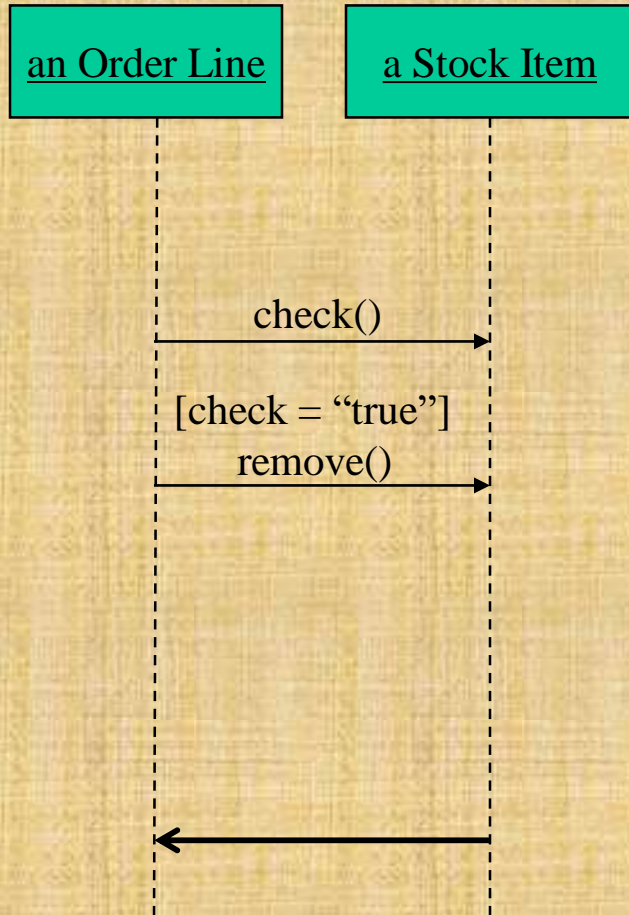 an Order Line
a Stock Item
check()
[check = “true”]
remove()